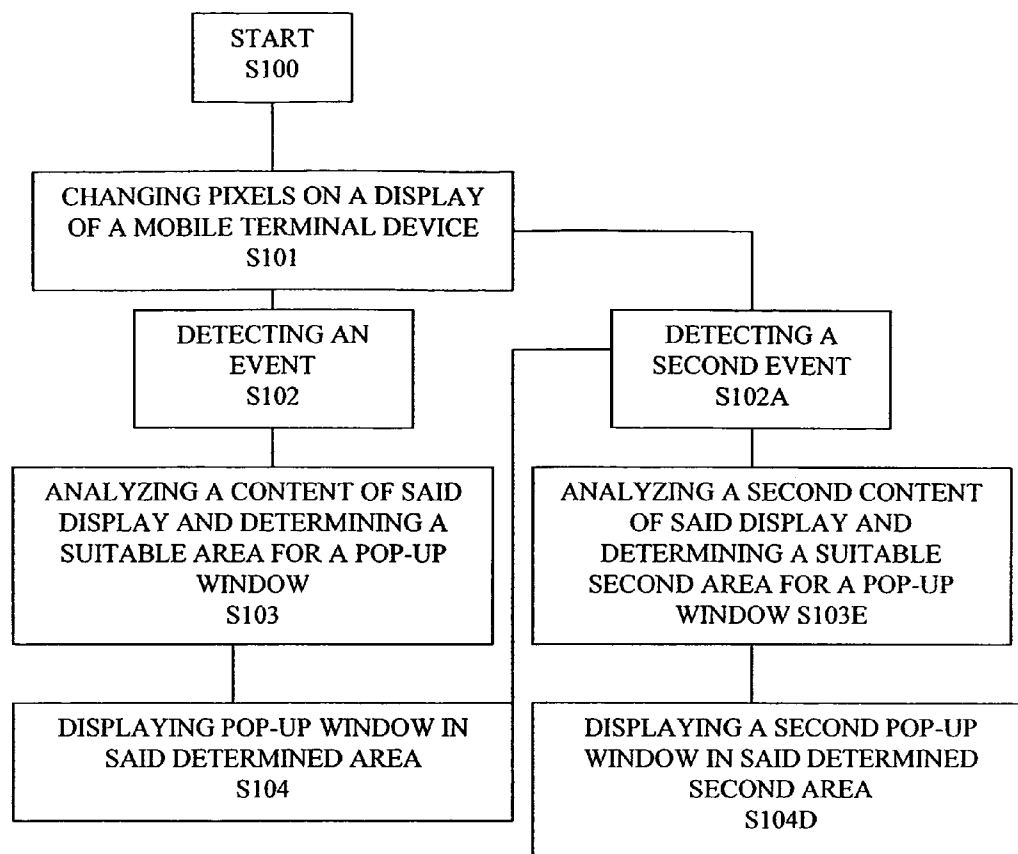 START
S100
CHANGING PIXELS ON A DISPLAY
OF A MOBILE TERMINAL DEVICE
S101
DETECTING AN
EVENT
S102
DETECTING A
SECOND EVENT
S102A
ANALYZING A CONTENT OF SAID
DISPLAY AND DETERMINING A
SUITABLE AREA FOR A POP-UP
WINDOW
S103
ANALYZING A SECOND CONTENT
OF SAID DISPLAY AND
DETERMINING A SUITABLE
SECOND AREA FOR A POP-UP
WINDOW S103E
DISPLAYING POP-UP WINDOW IN
SAID DETERMINED AREA
S104
DISPLAYING A SECOND POP-UP
WINDOW IN SAID DETERMINED
SECOND AREA
S104D